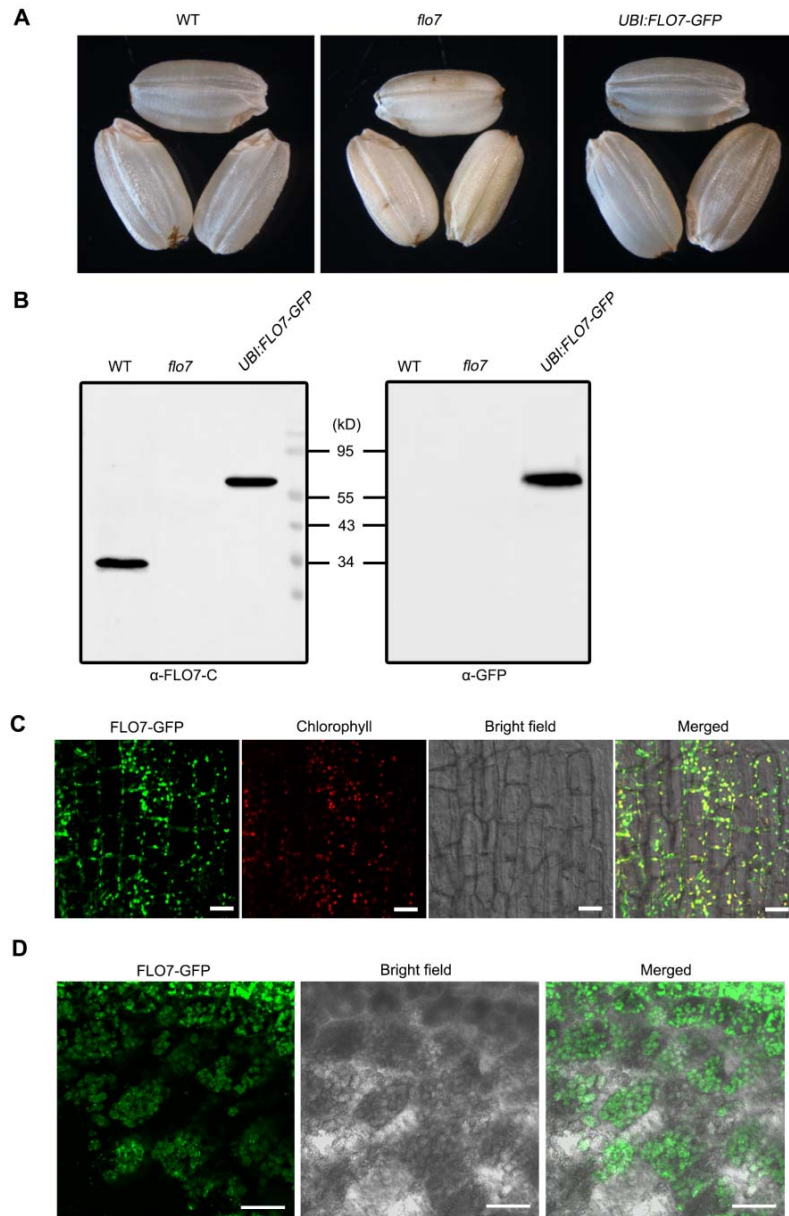 A
WT flo7 UBI:FLO7-GFP
B
WT flo7 UBI:FLO7-GFP WT flo7 UBI:FLO7-GFP
(kD)
95
55
43
34
α-FLO7-C α-GFP
C
FLO7-GFP Chlorophyll Bright field Merged
D
FLO7-GFP Bright field Merged